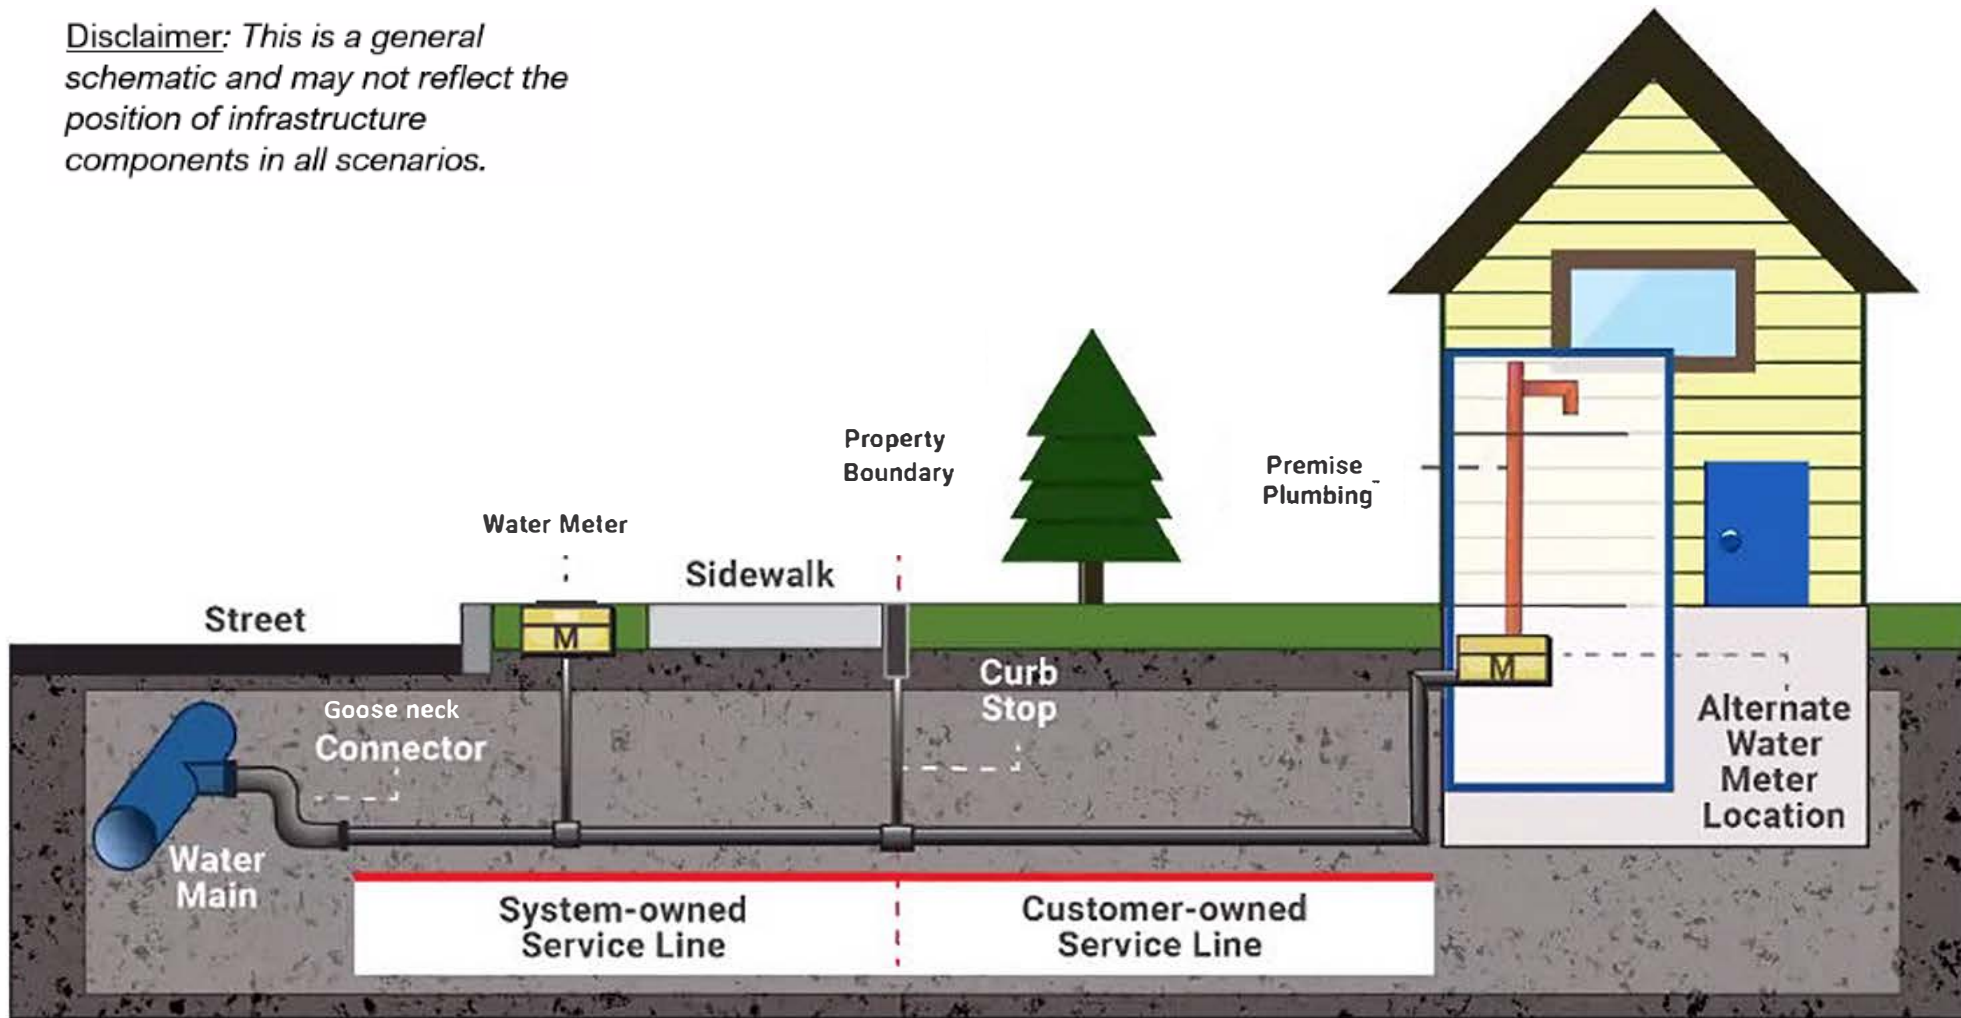 Disclaimer: This is a general
schematic and may not reflect the
position of infrastructure
components in all scenarios.
Property
Boundary
Premise
Plumbing
Water Meter
Sidewalk
Street
M
Curb
Stop
M
Goose neck
Connector
Alternate
Water
Meter
Location
Water
Main
System-owned
Service Line
Customer-owned
Service Line